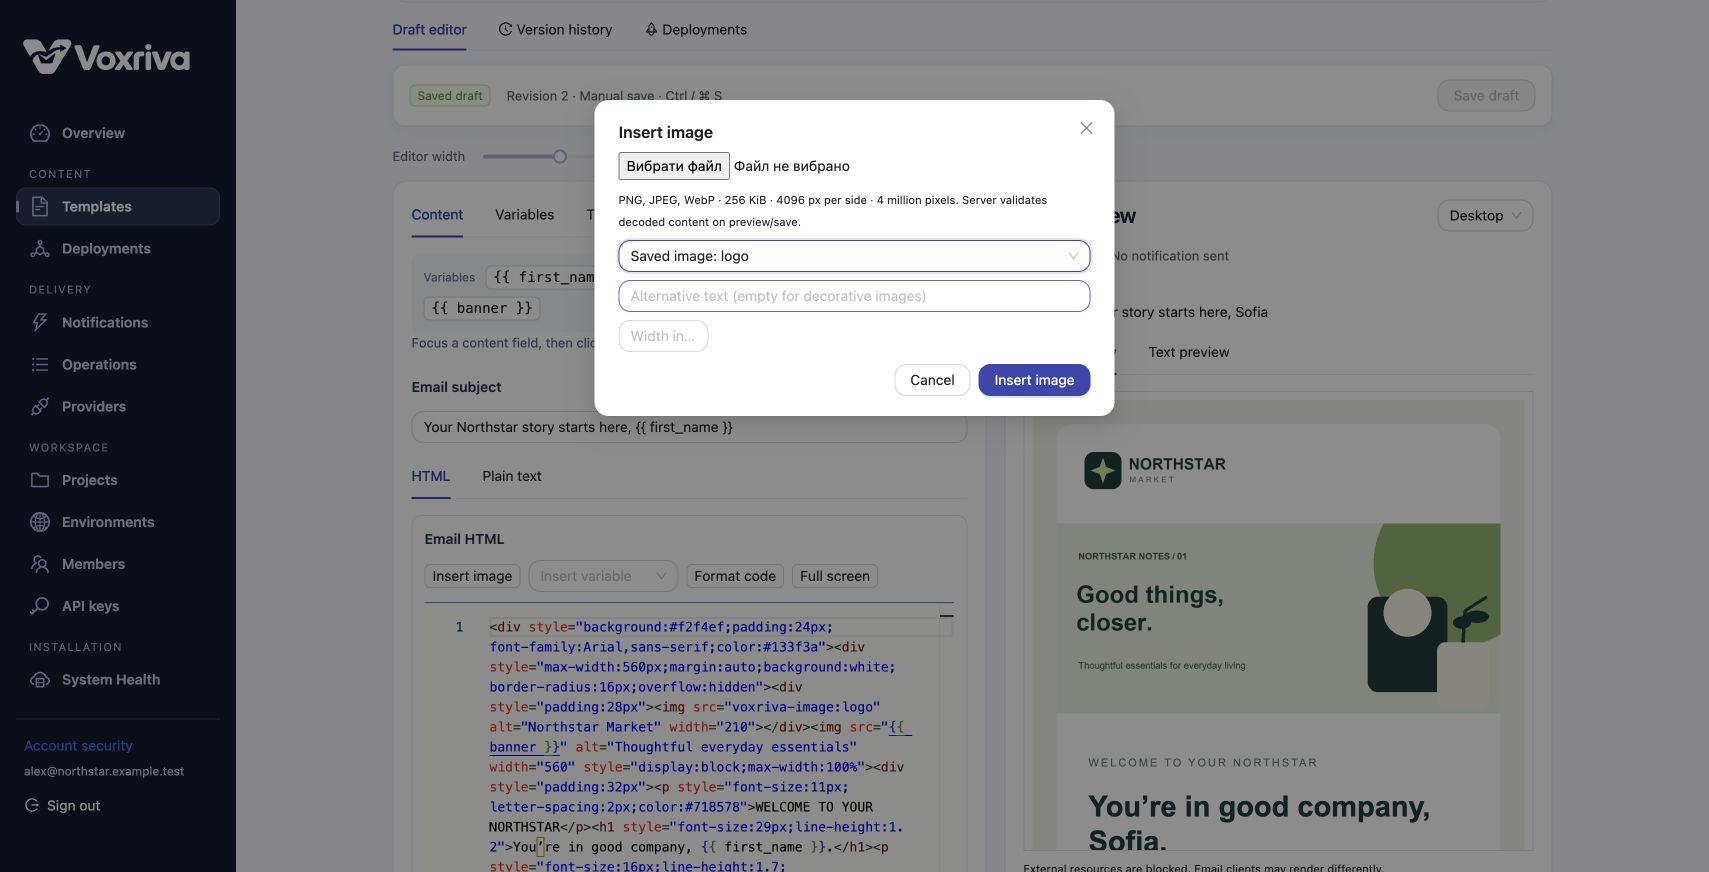 Voxriva
Overview
CONTENT
Templates
Deployments
DELIVERY
Notifications
Operations
Providers
WORKSPACE
Projects
Environments
Members
API keys
INSTALLATION
System Health
Account security
alex@northstar.example.test
Sign out
Draft editor
Version history
Deployments
Saved draft
Revision 2 · Manual save · Ctrl / ⌘ S
Save draft
Editor width
Content
Variables
T
Variables
{{ first_nam
{{ banner }}
Focus a content field, then clic
Email subject
Your Northstar story starts here, {{ first_name }}
HTML
Plain text
Email HTML
Insert image
Insert variable
Format code
Full screen
1
<div style="background:#f2f4ef;padding:24px;
font-family:Arial,sans-serif;color:#133f3a"><div
style="max-width:560px;margin:auto;background:white;
border-radius:16px;overflow:hidden"><div
style="padding:28px"><img src="voxriva-image:logo"
alt="Northstar Market" width="210"></div><img src="{{
banner }}" alt="Thoughtful everyday essentials"
width="560" style="display:block;max-width:100%"><div
style="padding:32px"><p style="font-size:11px;
letter-spacing:2px;color:#718578">WELCOME TO YOUR
NORTHSTAR</p><h1 style="font-size:29px;line-height:1.
2">You’re in good company, {{ first_name }}.</h1><p
style="font-size:16px;line-height:1.7;
Insert image
Вибрати файл Файл не вибрано
PNG, JPEG, WebP · 256 KiB · 4096 px per side · 4 million pixels. Server validates
decoded content on preview/save.
Saved image: logo
Alternative text (empty for decorative images)
Width in...
Cancel
Insert image
ew
Desktop
No notification sent
r story starts here, Sofia
Text preview
NORTHSTAR
MARKET
NORTHSTAR NOTES / 01
Good things,
closer.
Thoughtful essentials for everyday living
WELCOME TO YOUR NORTHSTAR
You’re in good company,
Sofia.
External resources are blocked. Email clients may render differently.